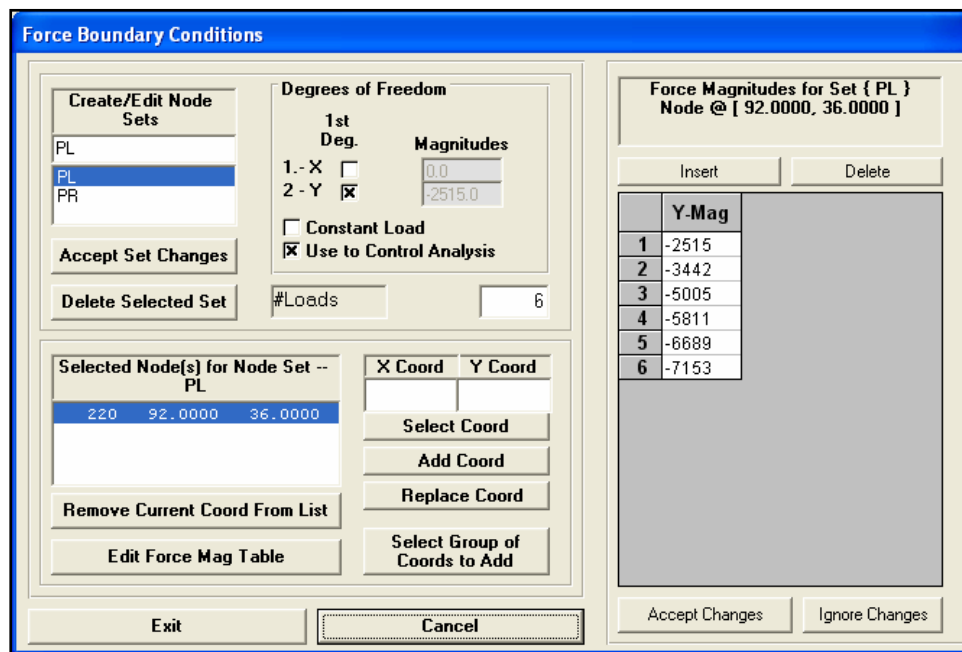 Force Boundary Conditions
Create/Edit Node
Sets
PL
PL
PR
Accept Set Changes
Delete Selected Set
Degrees of Freedom
1st
Deg.
Magnitudes
1.- X
0.0
2 - Y
-2515.0
Constant Load
Use to Control Analysis
#Loads
6
Selected Node(s) for Node Set --
PL
220 92.0000 36.0000
Remove Current Coord From List
Edit Force Mag Table
X Coord Y Coord
Select Coord
Add Coord
Replace Coord
Select Group of
Coords to Add
Exit
Cancel
Force Magnitudes for Set { PL }
Node @ [ 92.0000, 36.0000 ]
Insert
Delete
Y-Mag
1 -2515
2 -3442
3 -5005
4 -5811
5 -6689
6 -7153
Accept Changes
Ignore Changes